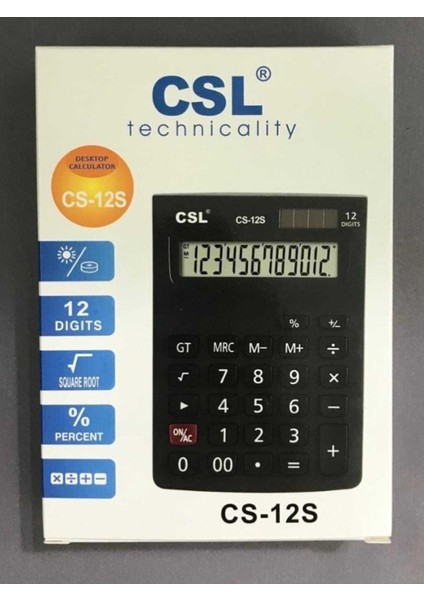 CSL®
technicality
DESKTOP
CALCULATOR
CS-12S
12
DIGITS
√
SQUARE ROOT
%
PERCENT
× ÷ + −
CSL®
CS-12S
12
DIGITS
123456789012.
% +/−
GT MRC M− M+ ÷
√ 7 8 9 ×
▶ 4 5 6 −
ON/AC 1 2 3 +
0 00 • =
CS-12S